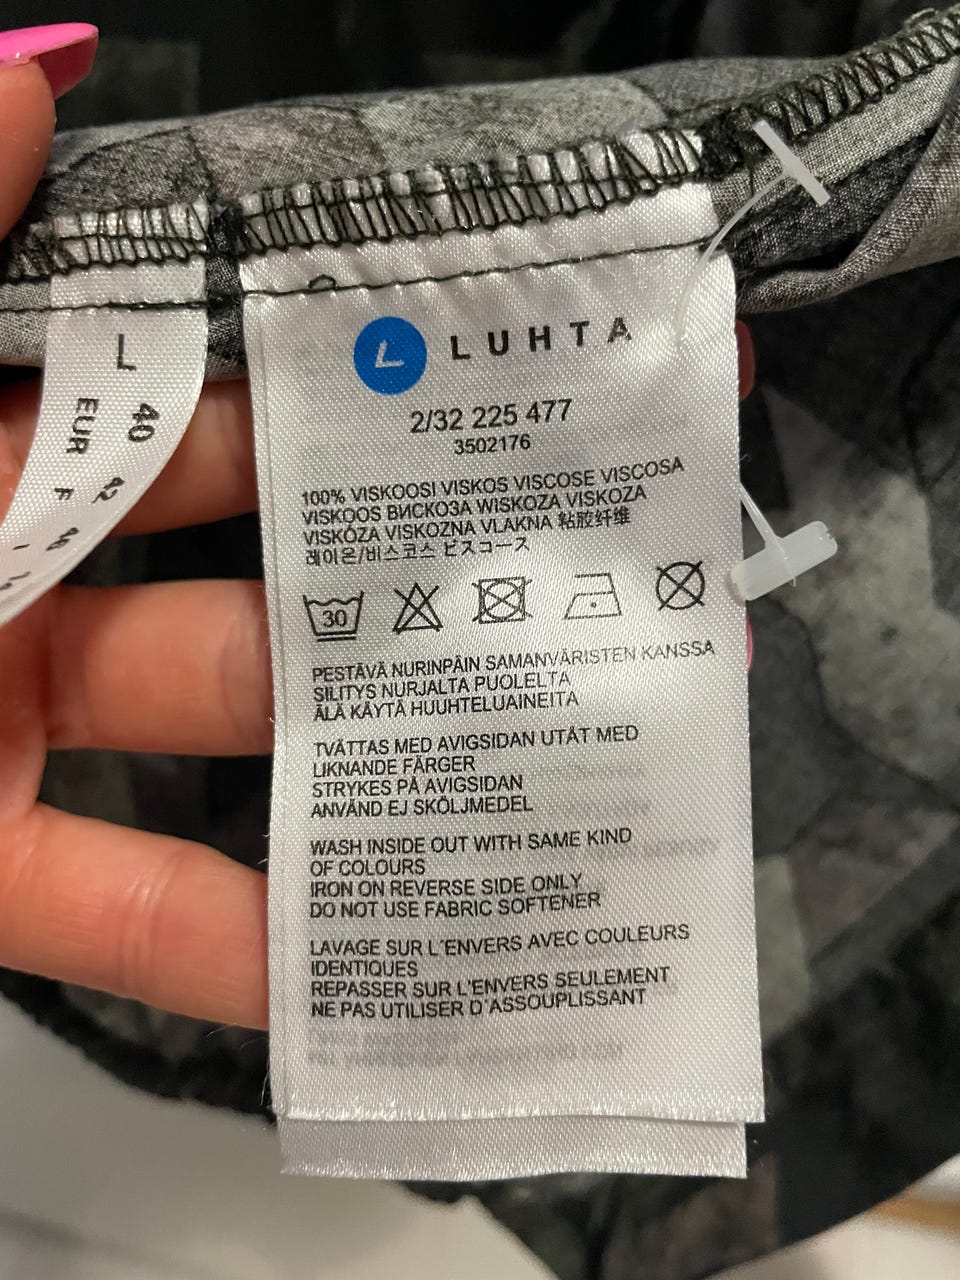 L
40 42
EUR F
L LUHTA
2/32 225 477
3502176
100% VISKOOSI VISKOS VISCOSE VISCOSA
VISKOOS ВИСКОЗА WISKOZA VISKOZA
VISKÓZA VISKOZNA VLAKNA 粘胶纤维
레이온/비스코스 ビスコース
30
PESTÄVÄ NURINPÄIN SAMANVÄRISTEN KANSSA
SILITYS NURJALTA PUOLELTA
ÄLÄ KÄYTÄ HUUHTELUAINEITA
TVÄTTAS MED AVIGSIDAN UTÅT MED
LIKNANDE FÄRGER
STRYKES PÅ AVIGSIDAN
ANVÄND EJ SKÖLJMEDEL
WASH INSIDE OUT WITH SAME KIND
OF COLOURS
IRON ON REVERSE SIDE ONLY
DO NOT USE FABRIC SOFTENER
LAVAGE SUR L´ENVERS AVEC COULEURS
IDENTIQUES
REPASSER SUR L´ENVERS SEULEMENT
NE PAS UTILISER D´ASSOUPLISSANT